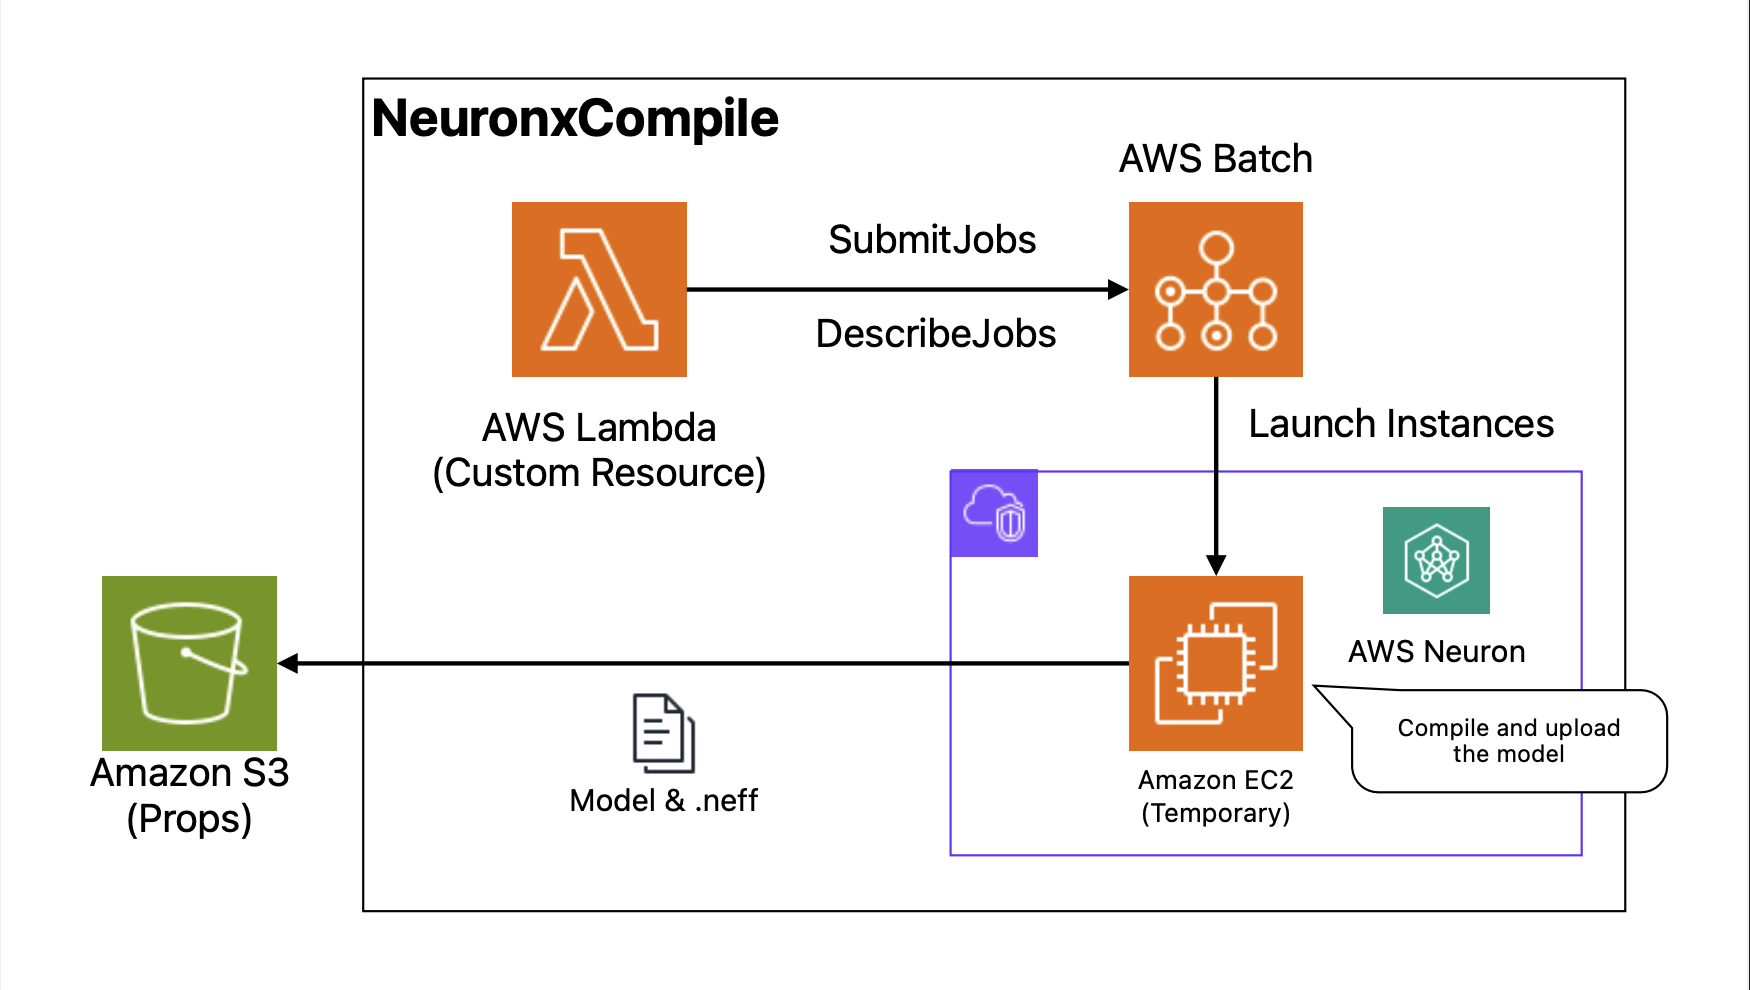 NeuronxCompile
AWS Batch
SubmitJobs
DescribeJobs
AWS Lambda
(Custom Resource)
Launch Instances
AWS Neuron
Compile and upload
the model
Amazon EC2
(Temporary)
Model & .neff
Amazon S3
(Props)